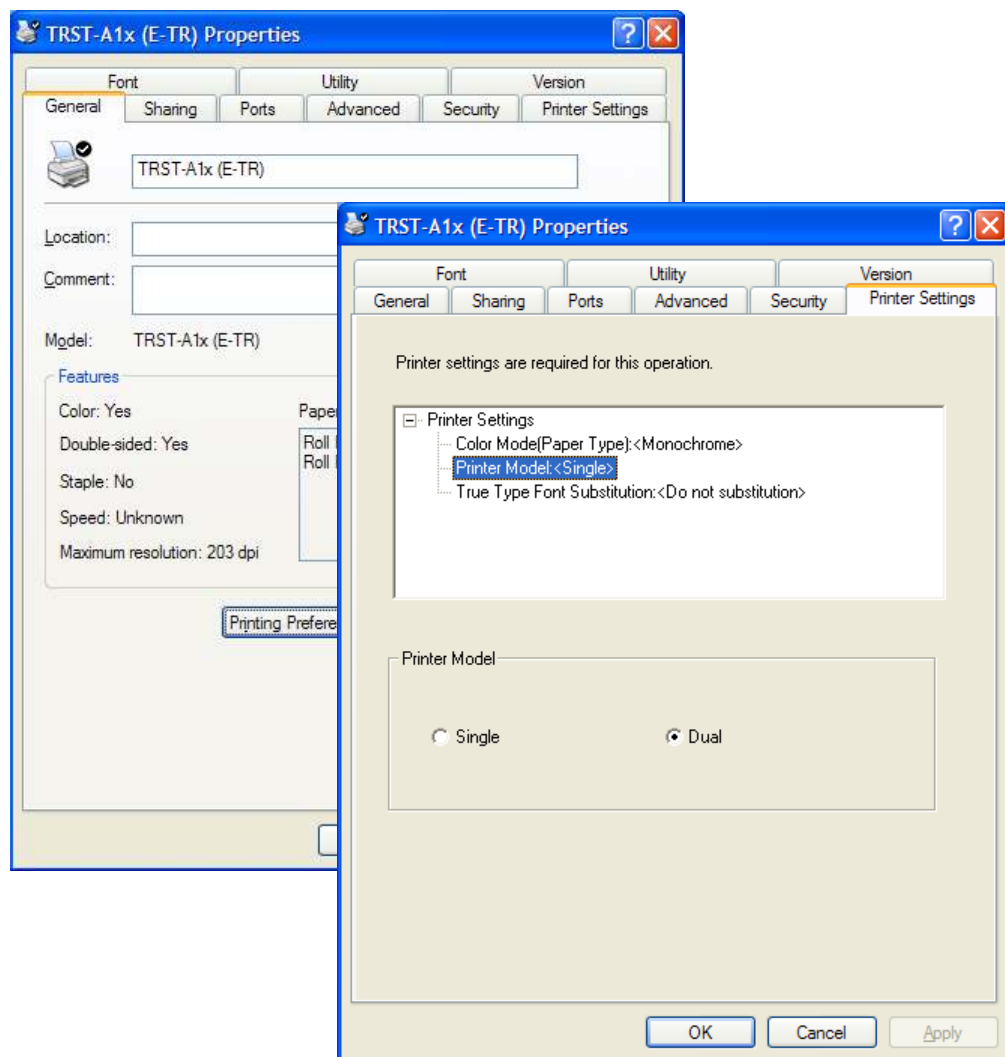 TRST-A1x (E-TR) Properties
Font Utility Version
General Sharing Ports Advanced Security Printer Settings
TRST-A1x (E-TR)
Location:
Comment:
Model: TRST-A1x (E-TR)
Features
Color: Yes
Double-sided: Yes
Staple: No
Speed: Unknown
Maximum resolution: 203 dpi
Paper
Roll
Roll
Printing Prefere
TRST-A1x (E-TR) Properties
Font Utility Version
General Sharing Ports Advanced Security Printer Settings
Printer settings are required for this operation.
Printer Settings
Color Mode(Paper Type):<Monochrome>
Printer Model:<Single>
True Type Font Substitution:<Do not substitution>
Printer Model
Single Dual
OK Cancel Apply